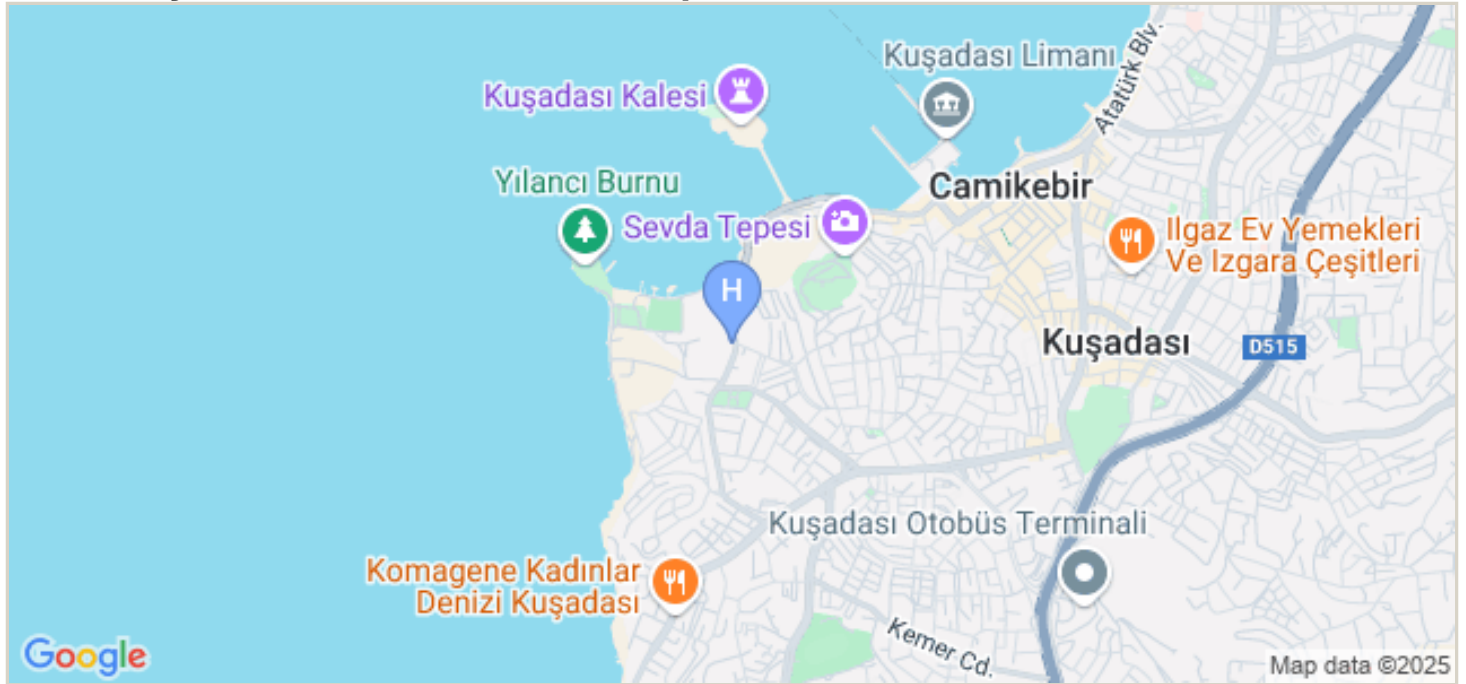 Kuşadası Limanı
Atatürk Blv.
Kuşadası Kalesi
Yılancı Burnu
Camikebir
Sevda Tepesi
Ilgaz Ev Yemekleri
Ve Izgara Çeşitleri
H
Kuşadası
D515
Kuşadası Otobüs Terminali
Komagene Kadınlar
Denizi Kuşadası
Kemer Cd.
Google
Map data ©2025